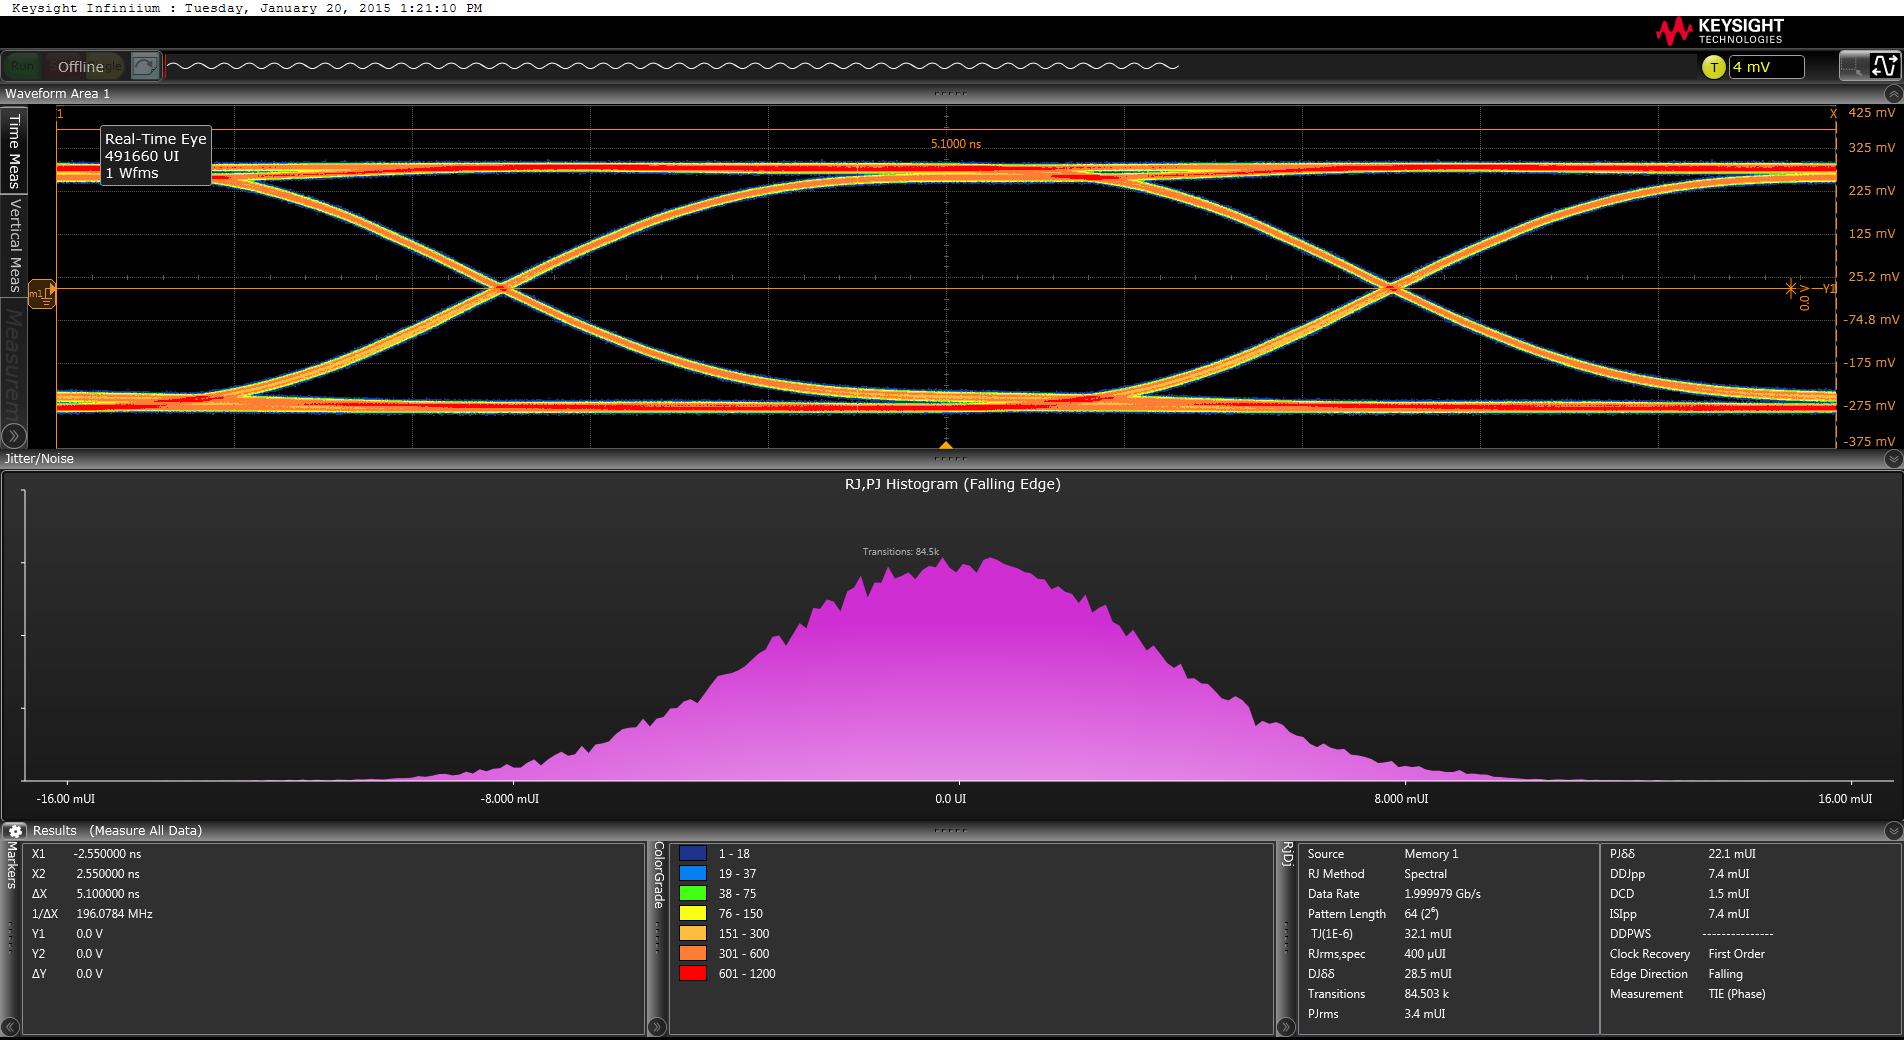 Keysight Infiniium : Tuesday, January 20, 2015 1:21:10 PM
KEYSIGHT
TECHNOLOGIES
Run
Offline
T 4 mV
Waveform Area 1
Time Meas
Vertical Meas
1
X
Real-Time Eye
491660 UI
1 Wfms
5.1000 ns
425 mV
325 mV
225 mV
125 mV
25.2 mV
-74.8 mV
-175 mV
-275 mV
-375 mV
m1
0.0 V
Y1
Jitter/Noise
RJ,PJ Histogram (Falling Edge)
Transitions: 84.5k
-16.00 mUI
-8.000 mUI
0.0 UI
8.000 mUI
16.00 mUI
Results (Measure All Data)
Markers
X1 -2.550000 ns
X2 2.550000 ns
ΔX 5.100000 ns
1/ΔX 196.0784 MHz
Y1 0.0 V
Y2 0.0 V
ΔY 0.0 V
ColorGrade
1 - 18
19 - 37
38 - 75
76 - 150
151 - 300
301 - 600
601 - 1200
RjDj
Source Memory 1
RJ Method Spectral
Data Rate 1.999979 Gb/s
Pattern Length 64 (2⁶)
TJ(1E-6) 32.1 mUI
RJrms,spec 400 µUI
DJδδ 28.5 mUI
Transitions 84.503 k
PJrms 3.4 mUI
PJδδ 22.1 mUI
DDJpp 7.4 mUI
DCD 1.5 mUI
ISIpp 7.4 mUI
DDPWS ---------------
Clock Recovery First Order
Edge Direction Falling
Measurement TIE (Phase)